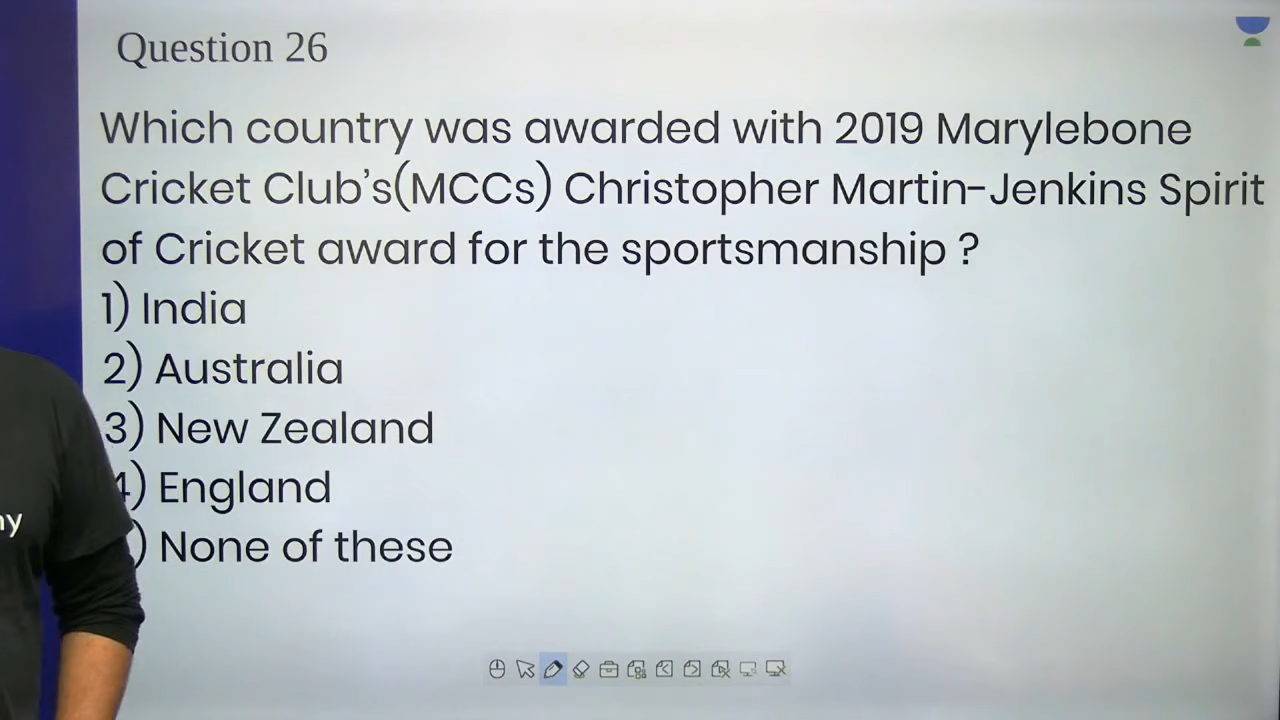 Question 26
Which country was awarded with 2019 Marylebone
Cricket Club's(MCCs) Christopher Martin-Jenkins Spirit
of Cricket award for the sportsmanship ?
1) India
2) Australia
3) New Zealand
4) England
) None of these